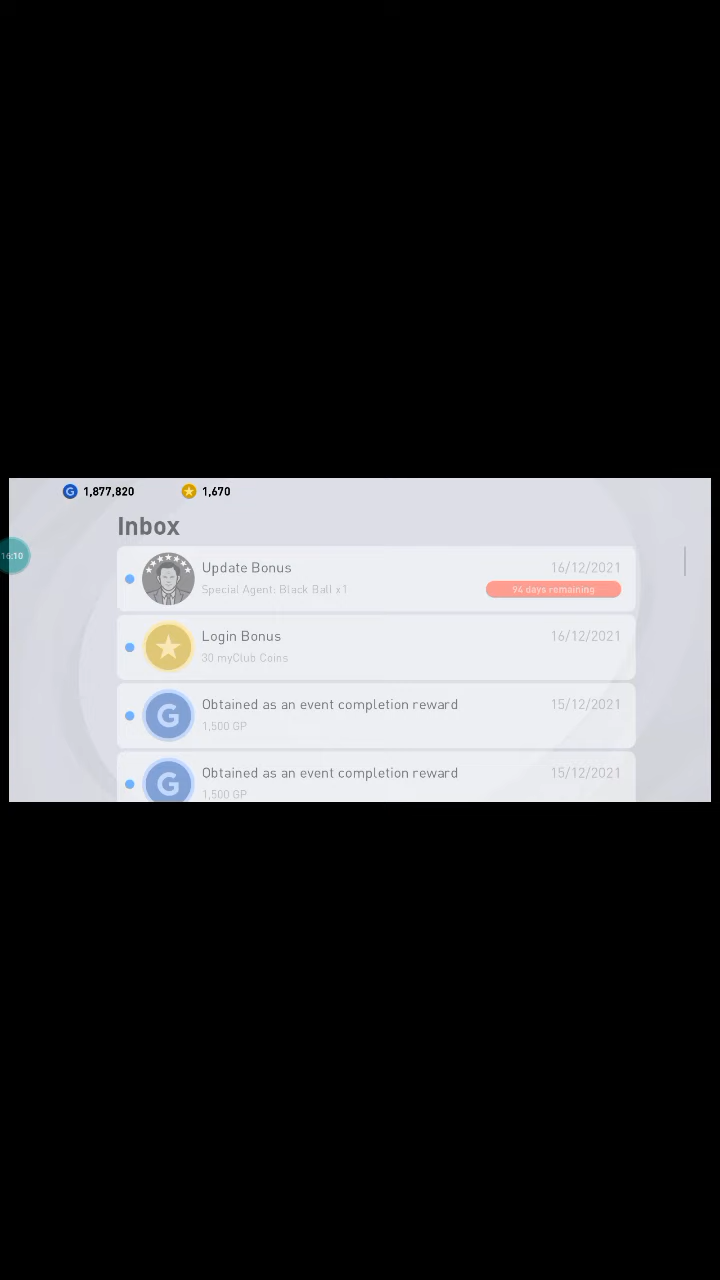 G 1,877,820 1,670
Inbox
16:10
Update Bonus 16/12/2021
Special Agent: Black Ball x1 94 days remaining
Login Bonus 16/12/2021
30 myClub Coins
G Obtained as an event completion reward 15/12/2021
1,500 GP
G Obtained as an event completion reward 15/12/2021
1,500 GP